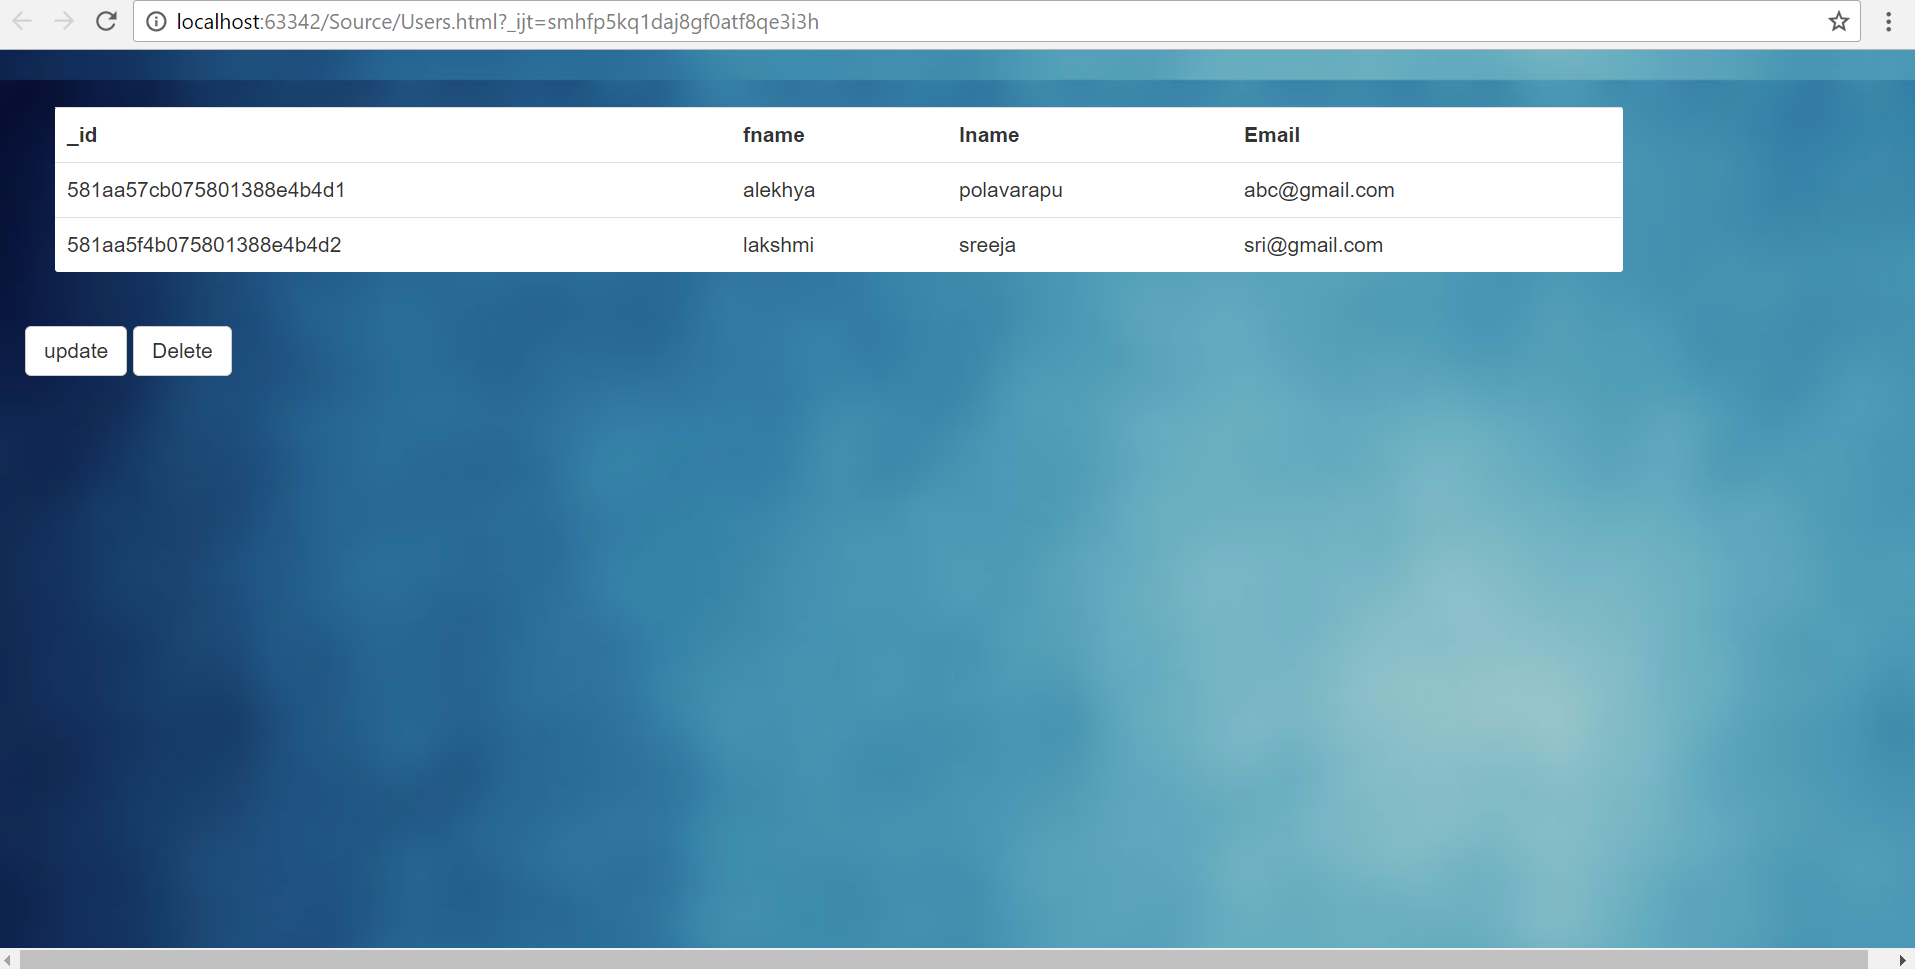 localhost:63342/Source/Users.html?_ijt=smhfp5kq1daj8gf0atf8qe3i3h
_id fname lname Email
581aa57cb075801388e4b4d1 alekhya polavarapu abc@gmail.com
581aa5f4b075801388e4b4d2 lakshmi sreeja sri@gmail.com
update Delete